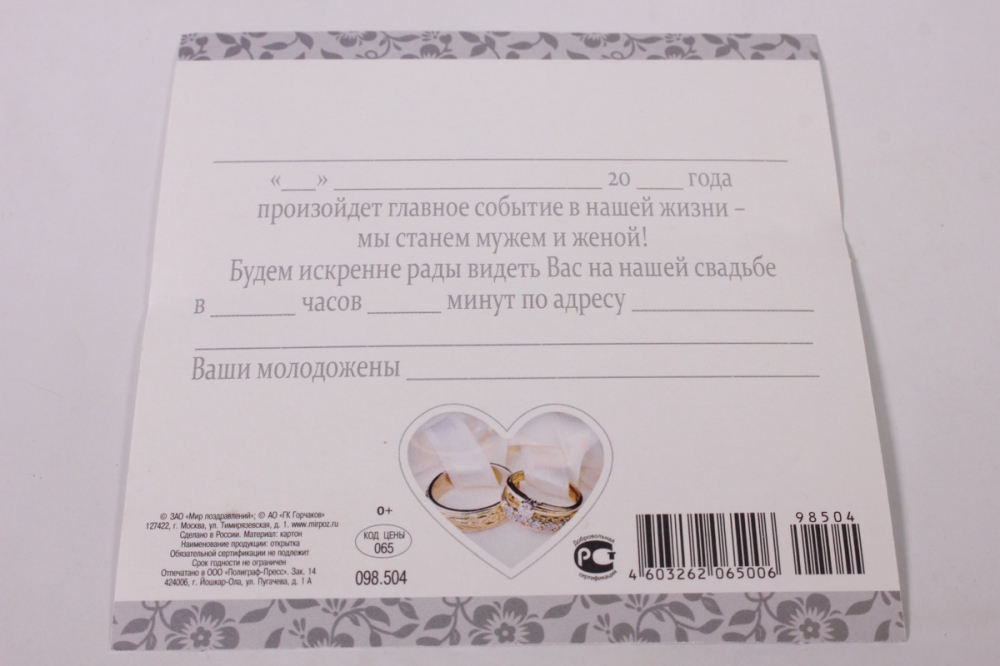 «___» ____________________ 20 ____ года
произойдет главное событие в нашей жизни –
мы станем мужем и женой!
Будем искренне рады видеть Вас на нашей свадьбе
в _______ часов ______ минут по адресу _______________
Ваши молодожены ___________________________________
© ЗАО «Мир поздравлений»; © АО «ГК Горчаков»
127422, г. Москва, ул. Тимирязевская, д. 1. www.mirpoz.ru
Сделано в России. Материал: картон
Наименование продукции: открытка
Обязательной сертификации не подлежит
Срок годности не ограничен
Отпечатано в ООО «Полиграф-Пресс». Зак. 14
424006, г. Йошкар-Ола, ул. Пугачева, д. 1 А
0+
КОД ЦЕНЫ
065
098.504
Добровольная
РСТ
сертификация
4 603262 065006
98504